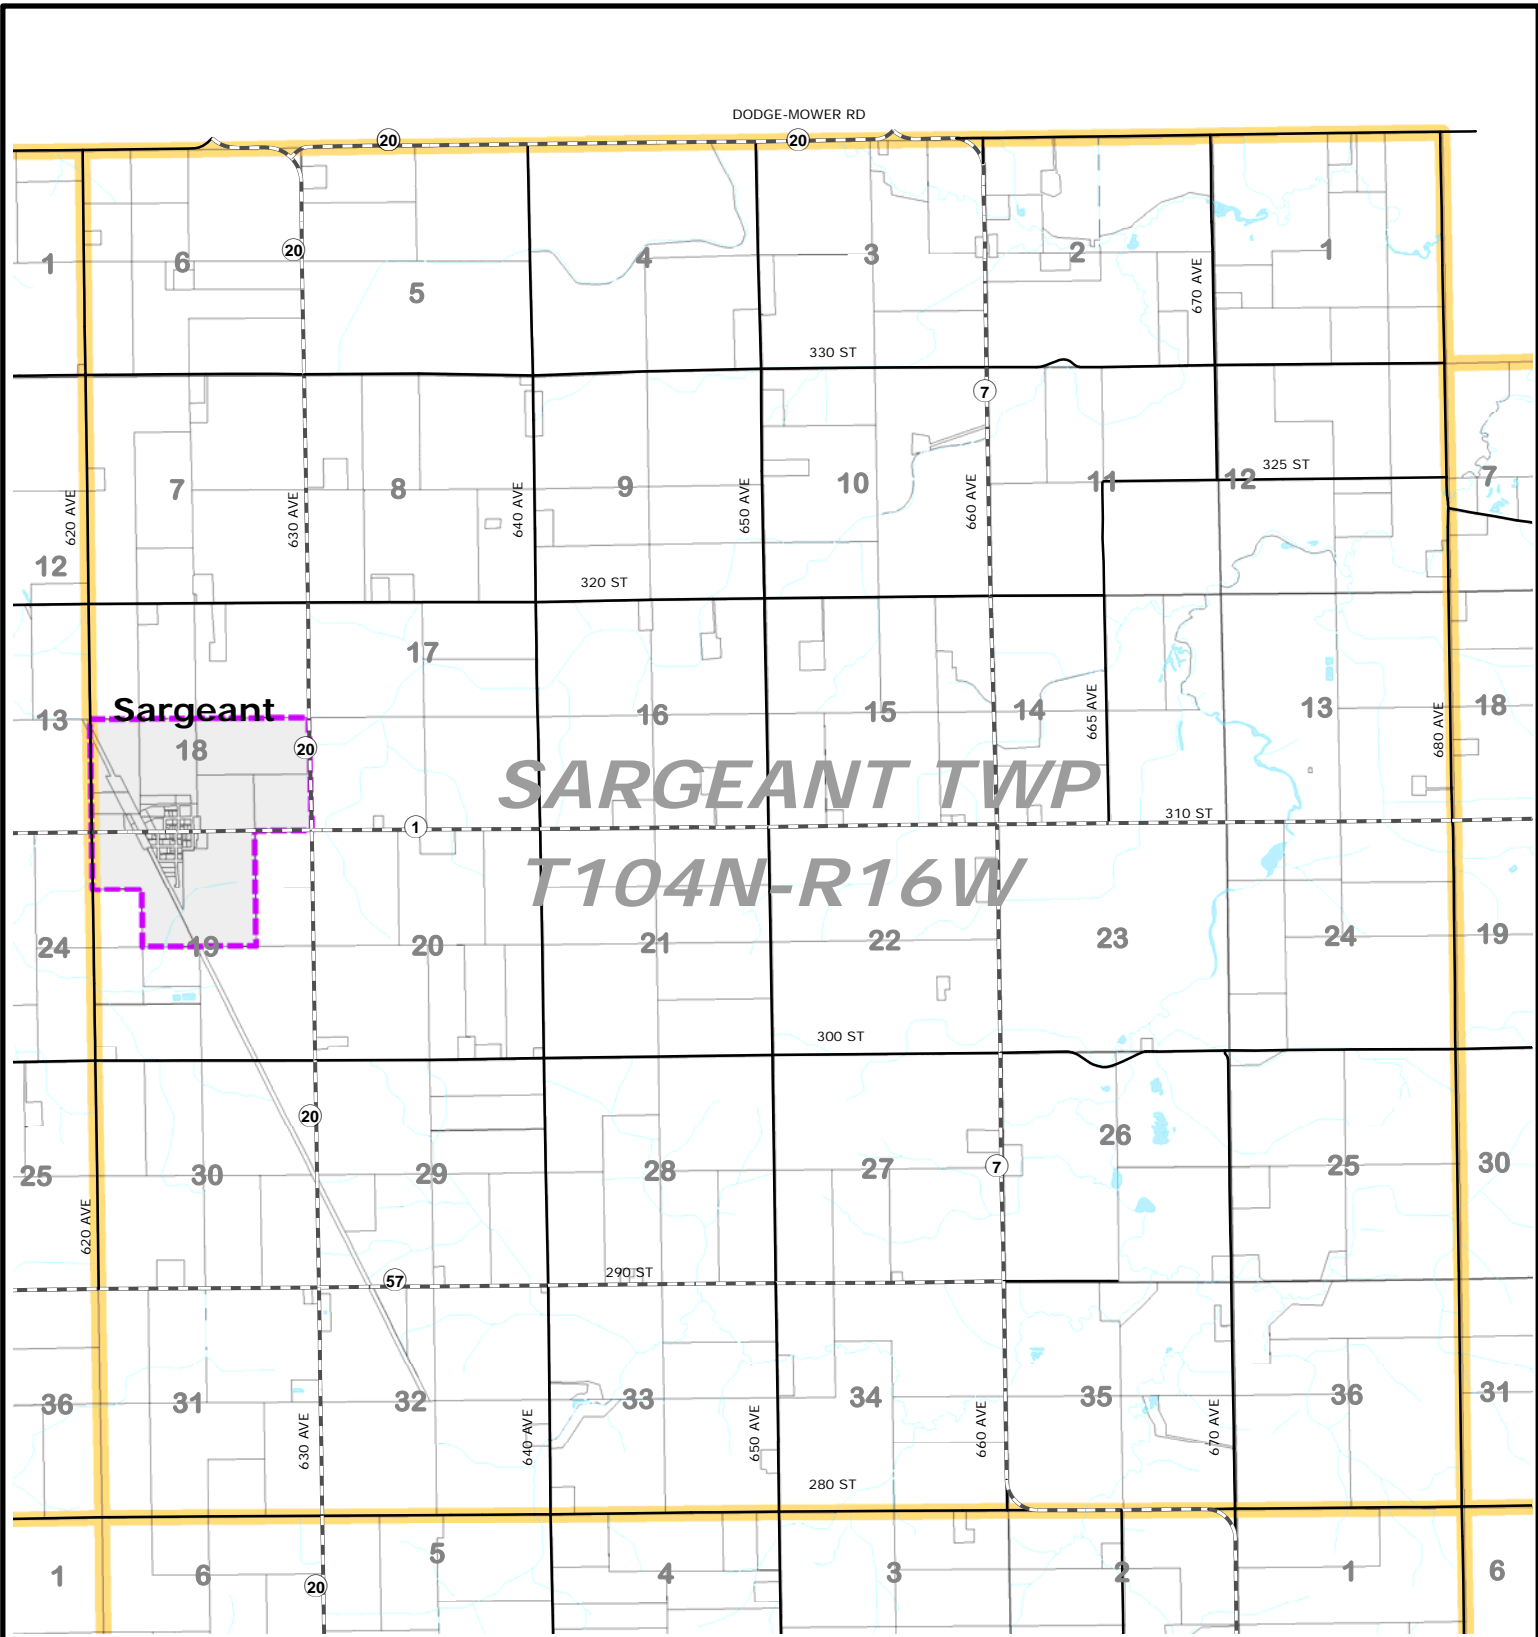 DODGE-MOWER RD
20
20
20
1
6
5
4
3
2
1
670 AVE
330 ST
7
7
8
9
10
11
12
325 ST
7
620 AVE
630 AVE
640 AVE
650 AVE
660 AVE
12
320 ST
17
13
Sargeant
18
20
16
15
14
665 AVE
13
680 AVE
18
SARGEANT TWP
1
310 ST
T104N-R16W
24
19
20
21
22
23
24
19
300 ST
20
26
25
30
29
28
27
7
25
30
620 AVE
57
290 ST
36
31
32
33
34
35
36
31
630 AVE
640 AVE
650 AVE
660 AVE
670 AVE
280 ST
1
6
20
5
4
3
2
1
6